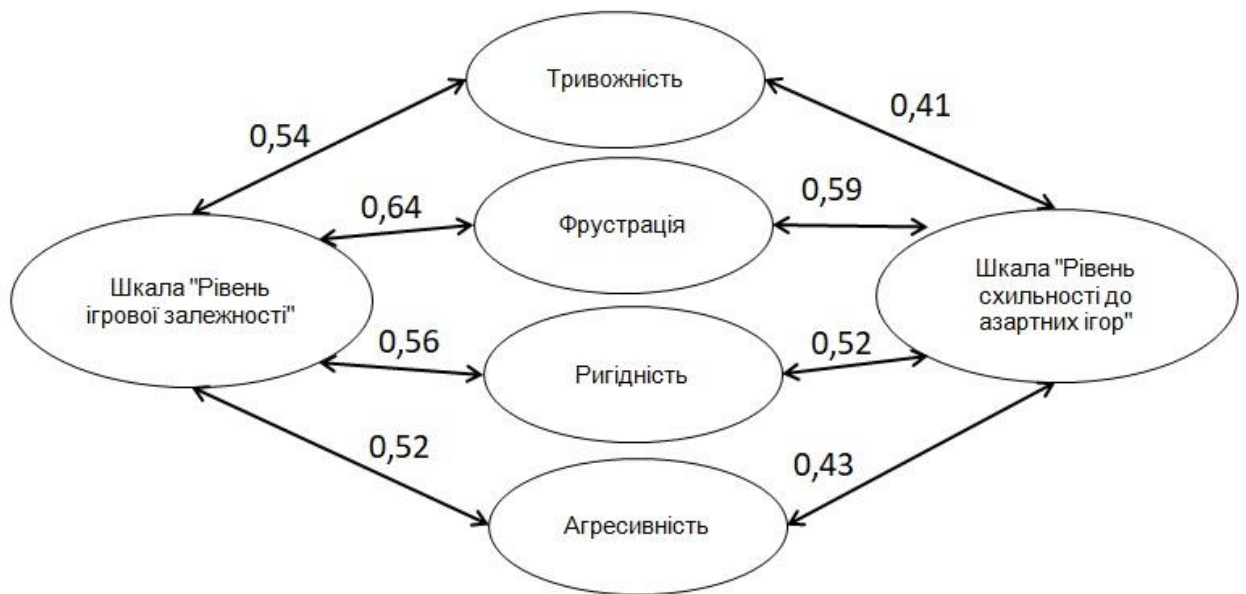 Тривожність
0,54
0,41
Фрустрація
0,64
0,59
Шкала "Рівень
ігрової залежності"
Шкала "Рівень
схильності до
азартних ігор"
0,56
0,52
Ригідність
0,52
0,43
Агресивність